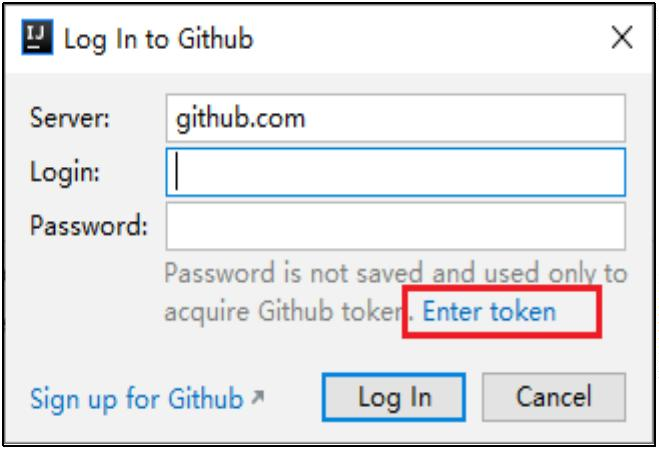 IJ
Log In to Github
Server: github.com
Login:
Password:
Password is not saved and used only to
acquire Github token. Enter token
Sign up for Github Log In Cancel